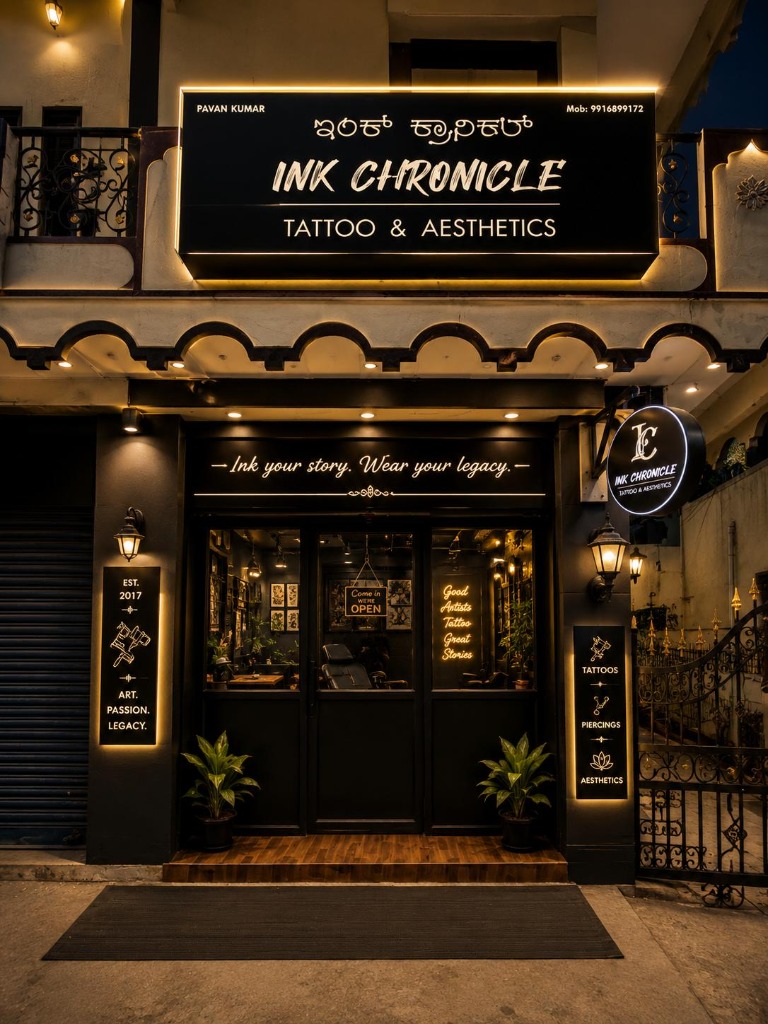 PAVAN KUMAR
Mob: 9916899172
ಇಂಕ್ ಕ್ರಾನಿಕಲ್
INK CHRONICLE
TATTOO & AESTHETICS
Ink your story. Wear your legacy.
IC
INK CHRONICLE
TATTOO & AESTHETICS
EST.
2017
ART.
PASSION.
LEGACY.
Come in
WE'RE
OPEN
Good
Artists
Tattoo
Great
Stories
TATTOOS
PIERCINGS
AESTHETICS